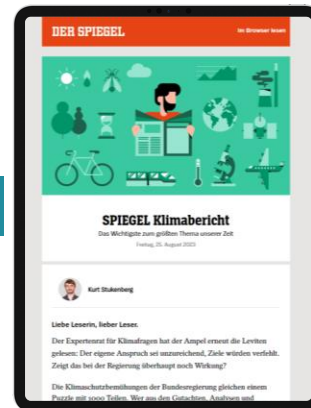 DER SPIEGEL
Im Browser lesen
SPIEGEL Klimabericht
Das Wichtigste zum größten Thema unserer Zeit
Freitag, 25. August 2023
Kurt Stukenberg
Liebe Leserin, lieber Leser.
Der Expertenrat für Klimafragen hat der Ampel erneut die Leviten
gelesen: Der eigene Anspruch sei unzureichend, Ziele würden verfehlt.
Zeigt das bei der Regierung überhaupt noch Wirkung?
Die Klimaschutzbemühungen der Bundesregierung gleichen einem
Puzzle mit 1000 Teilen. Wer aus den Gutachten, Analysen und